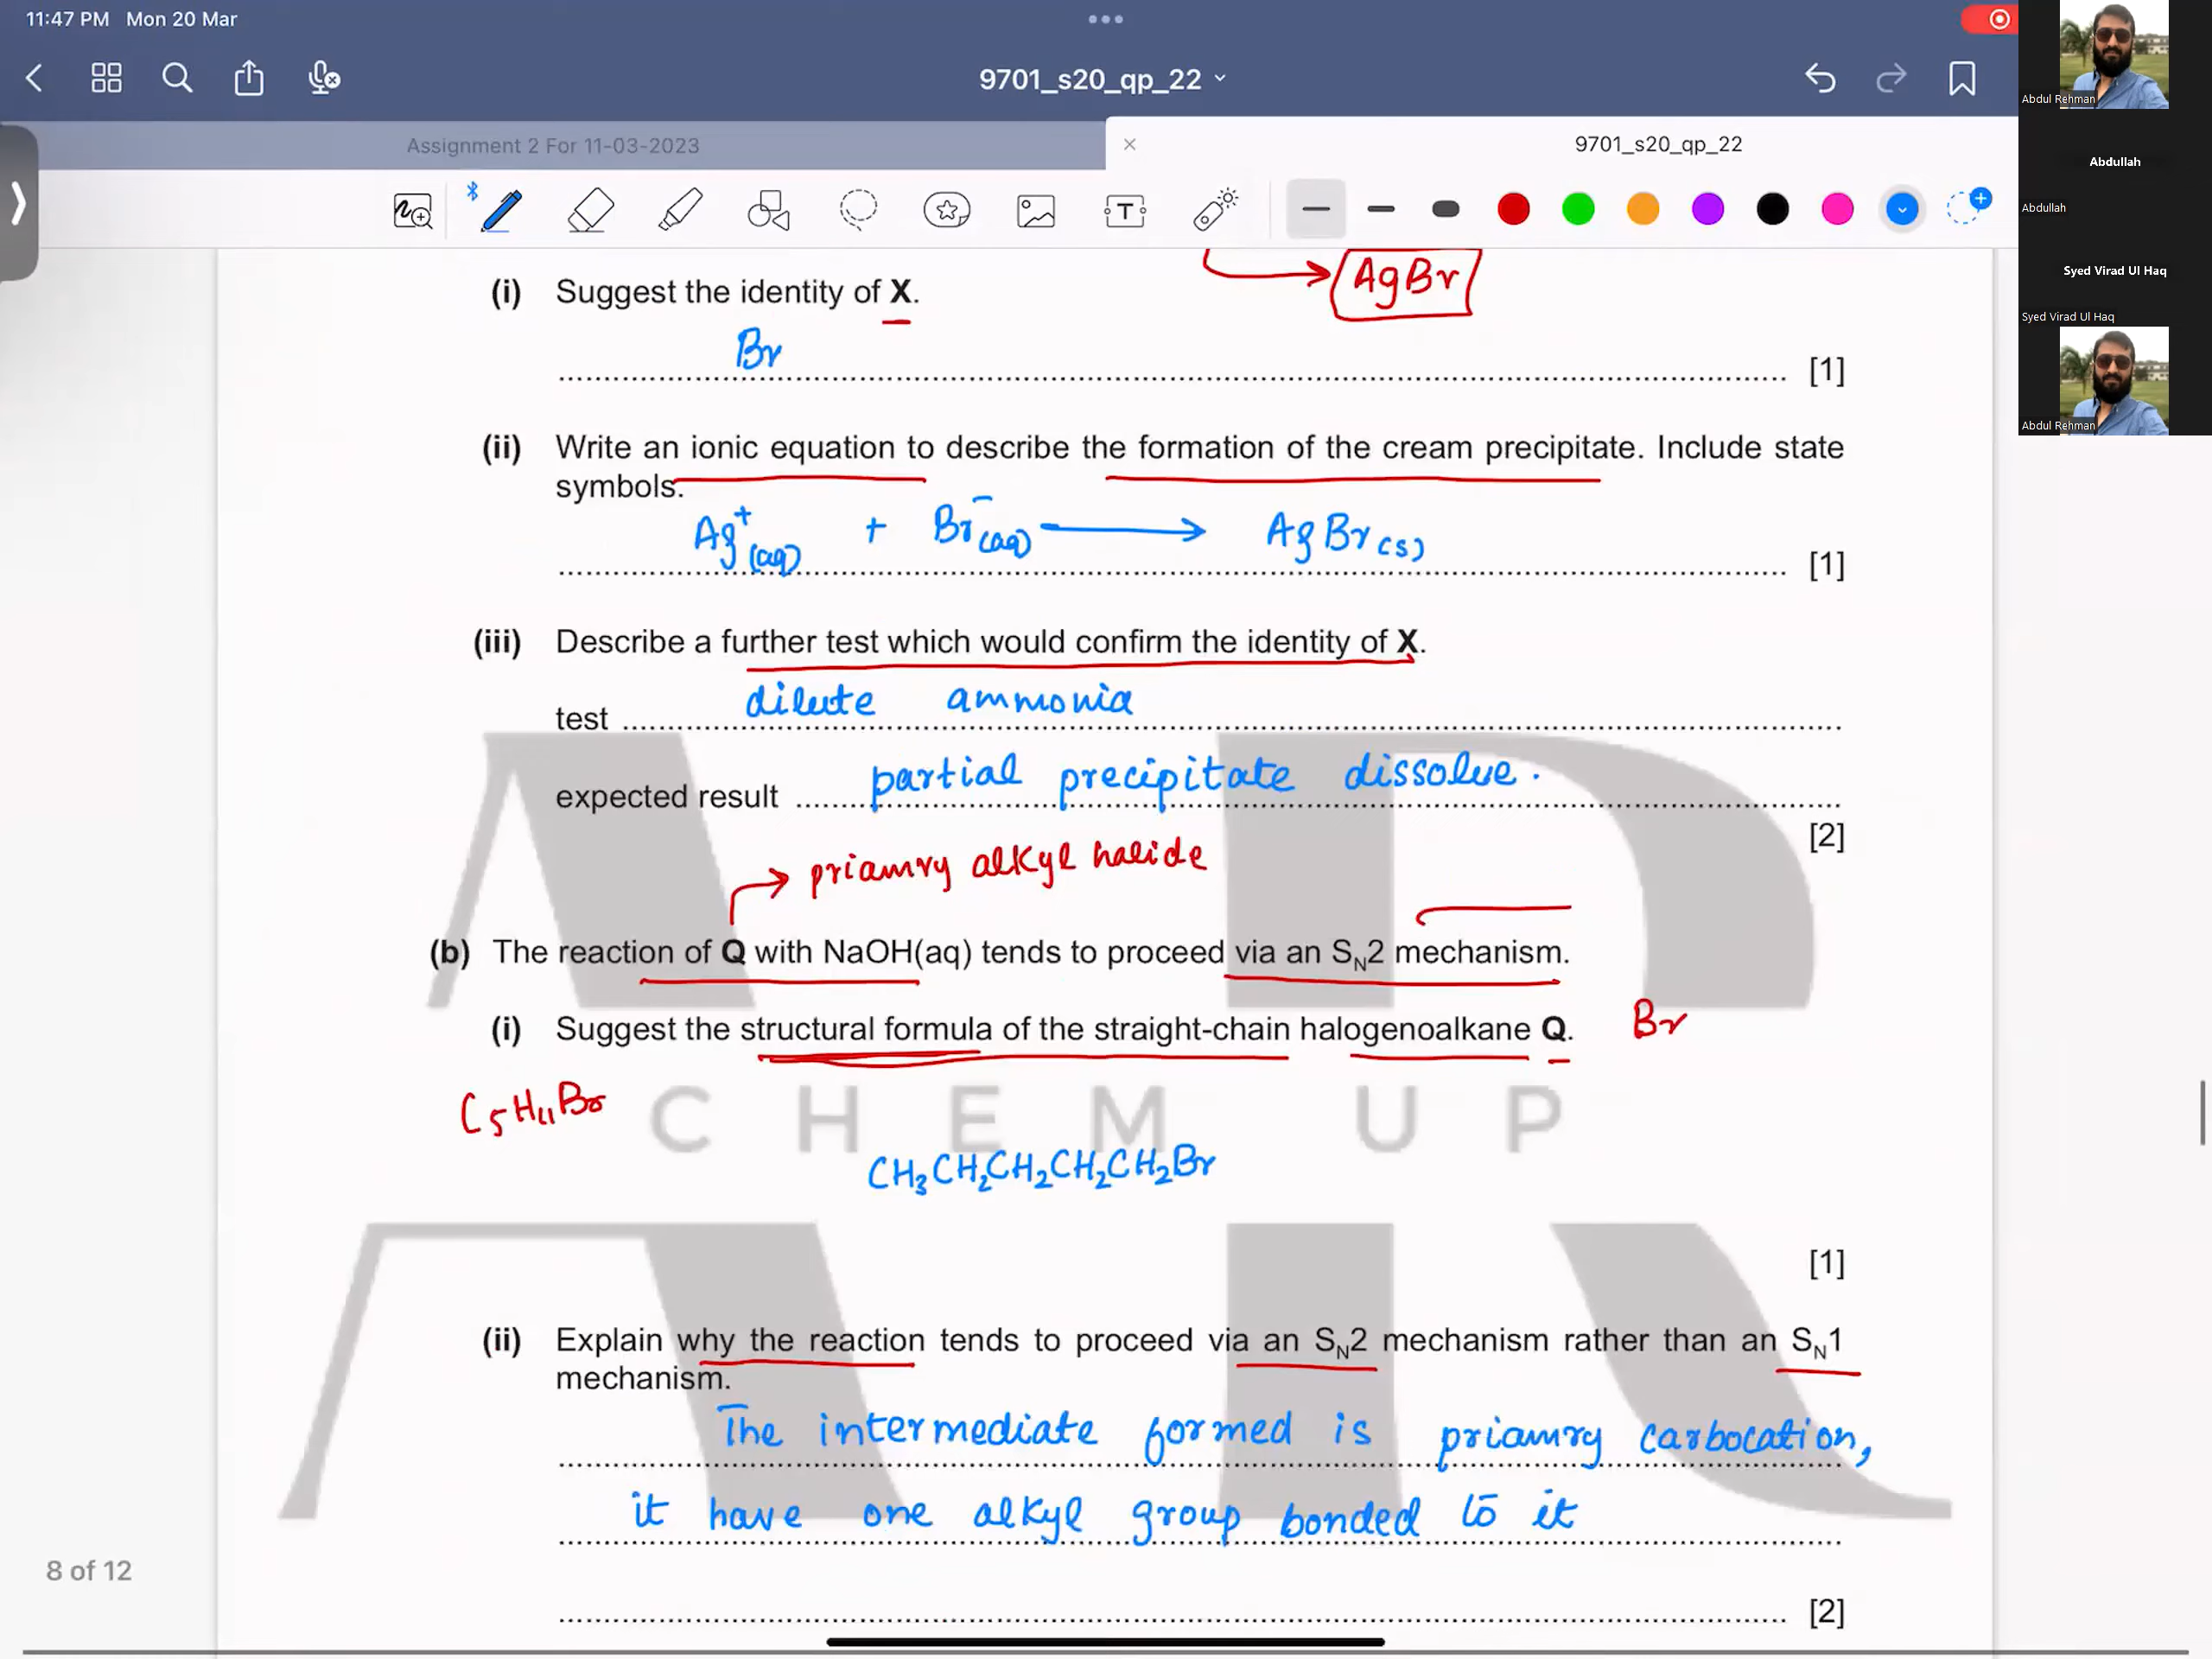 11:47 PM Mon 20 Mar
9701_s20_qp_22
Assignment 2 For 11-03-2023
9701_s20_qp_22
Abdul Rehman
Abdullah
Abdullah
Syed Virad Ul Haq
Syed Virad Ul Haq
Abdul Rehman
AgBr
(i) Suggest the identity of X.
Br
[1]
(ii) Write an ionic equation to describe the formation of the cream precipitate. Include state
symbols.
Ag⁺(aq) + Br⁻(aq) ⟶ AgBr(s)
[1]
(iii) Describe a further test which would confirm the identity of X.
test dilute ammonia
expected result partial precipitate dissolve.
[2]
→ priamry alkyl halide
(b) The reaction of Q with NaOH(aq) tends to proceed via an SN2 mechanism.
(i) Suggest the structural formula of the straight-chain halogenoalkane Q. Br
C₅H₁₁Br
CHEM UP
CH₃CH₂CH₂CH₂CH₂Br
[1]
(ii) Explain why the reaction tends to proceed via an SN2 mechanism rather than an SN1
mechanism.
The intermediate formed is priamry carbocation,
it have one alkyl group bonded to it
[2]
8 of 12
AR